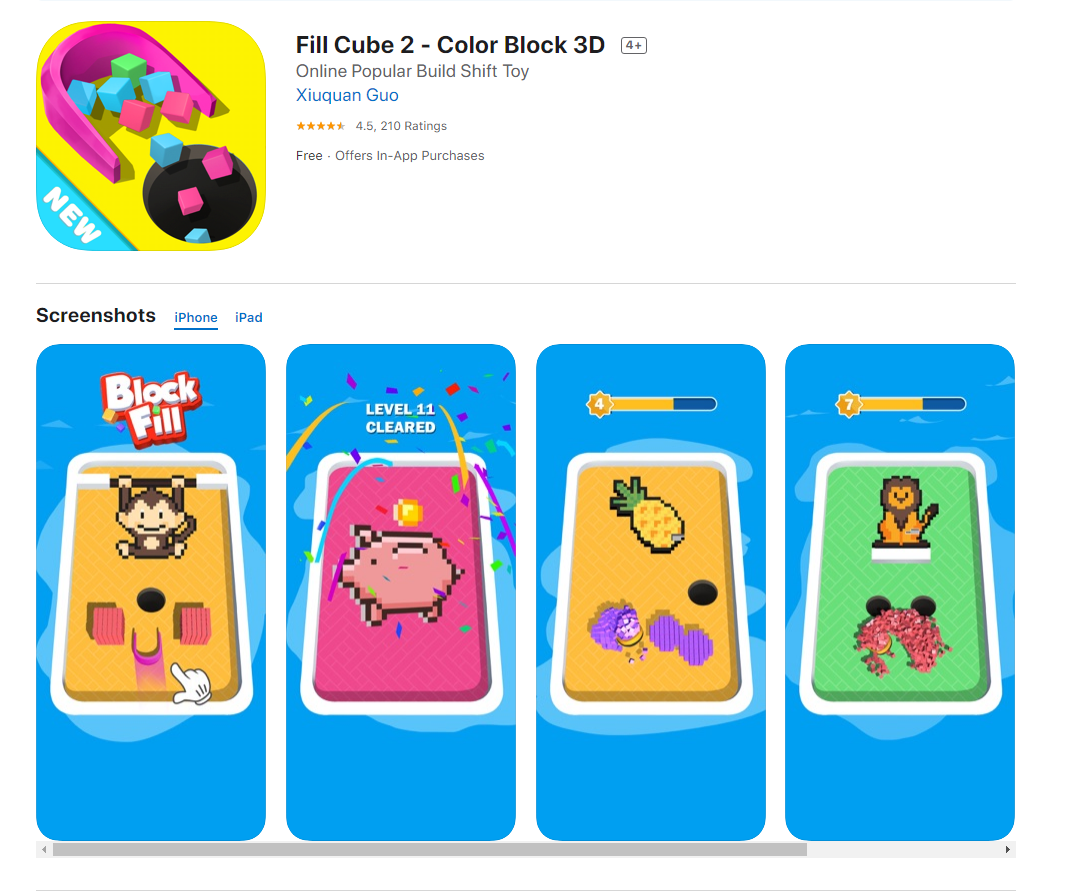 Fill Cube 2 - Color Block 3D 4+
Online Popular Build Shift Toy
Xiuquan Guo
4.5, 210 Ratings
Free · Offers In-App Purchases
NEW
Screenshots iPhone iPad
Block
Fill
LEVEL 11
CLEARED
4
7